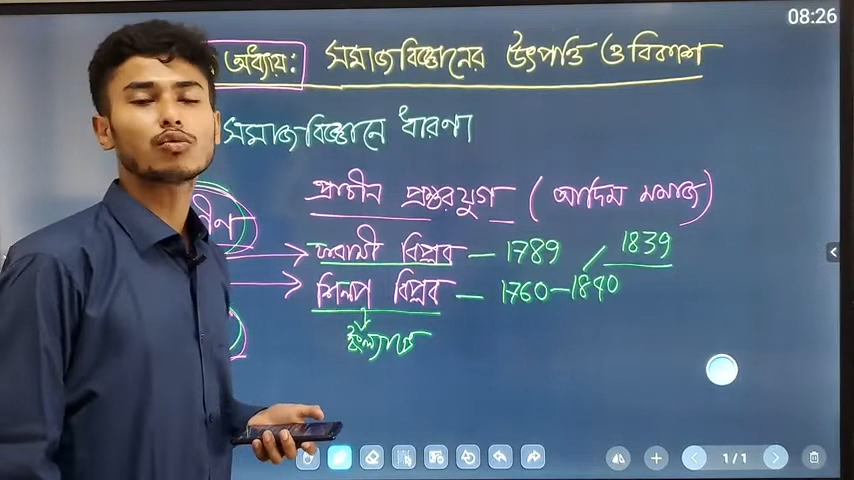 08:26
অধ্যায়: সমাজবিজ্ঞানের উৎপত্তি ও বিকাশ
সমাজবিজ্ঞানে ধারণা
প্রাচীন প্রস্তরযুগ (আদিম সমাজ)
ফরাসী বিপ্লব — 1789 / 1839
শিল্প বিপ্লব — 1760-1840
ইংল্যান্ডে
1/1